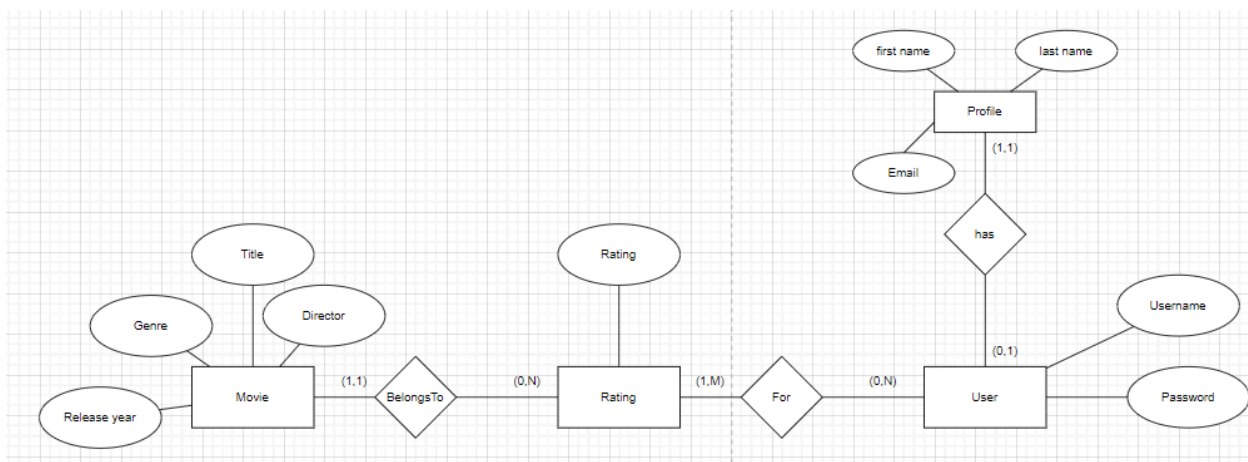 first name
last name
Profile
(1,1)
Email
has
Title
Rating
Genre
Director
Username
(0,1)
Release year
Movie
(1,1)
BelongsTo
(0,N)
Rating
(1,M)
For
(0,N)
User
Password